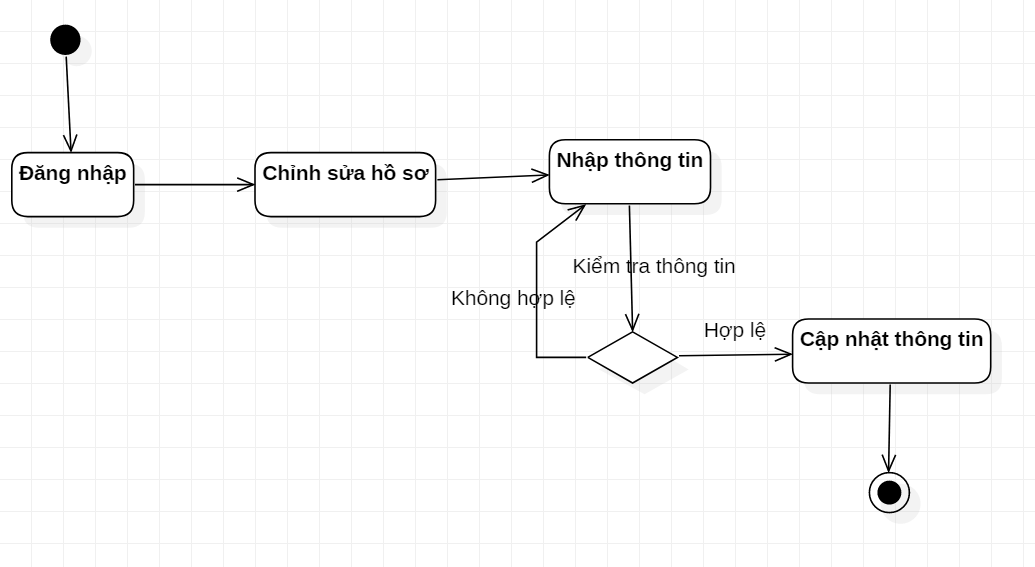 Đăng nhập
Chỉnh sửa hồ sơ
Nhập thông tin
Kiểm tra thông tin
Không hợp lệ
Hợp lệ
Cập nhật thông tin